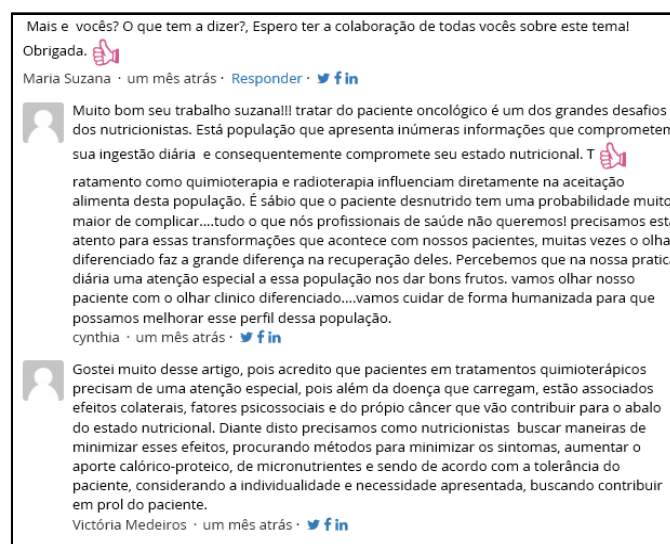 Mais e vocês? O que tem a dizer?, Espero ter a colaboração de todas vocês sobre este tema!
Obrigada.
Maria Suzana · um mês atrás · Responder ·
Muito bom seu trabalho suzana!!! tratar do paciente oncológico é um dos grandes desafios
dos nutricionistas. Está população que apresenta inúmeras informações que comprometem
sua ingestão diária e consequentemente compromete seu estado nutricional. T
ratamento como quimioterapia e radioterapia influenciam diretamente na aceitação
alimenta desta população. É sábio que o paciente desnutrido tem uma probabilidade muito
maior de complicar....tudo o que nós profissionais de saúde não queremos! precisamos
atento para essas transformações que acontece com nossos pacientes, muitas vezes o
diferenciado faz a grande diferença na recuperação deles. Percebemos que na nossa
diária uma atenção especial a essa população nos dar bons frutos. vamos olhar nosso
paciente com o olhar clinico diferenciado....vamos cuidar de forma humanizada para que
possamos melhorar esse perfil dessa população.
cynthia · um mês atrás ·
Gostei muito desse artigo, pois acredito que pacientes em tratamentos quimioterápicos
precisam de uma atenção especial, pois além da doença que carregam, estão associados
efeitos colaterais, fatores psicossociais e do própio câncer que vão contribuir para o abalo
do estado nutricional. Diante disto precisamos como nutricionistas buscar maneiras de
minimizar esses efeitos, procurando métodos para minimizar os sintomas, aumentar o
aporte calórico-proteico, de micronutrientes e sendo de acordo com a tolerância do
paciente, considerando a individualidade e necessidade apresentada, buscando contribuir
em prol do paciente.
Victória Medeiros · um mês atrás ·